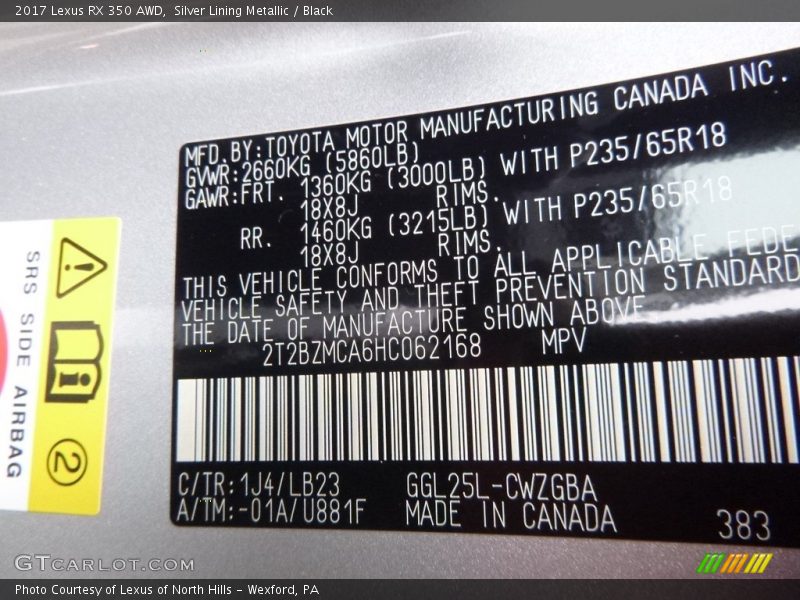 2017 Lexus RX 350 AWD, Silver Lining Metallic / Black
MFD.BY:TOYOTA MOTOR MANUFACTURING CANADA INC.
GVWR:2660KG (5860LB)
GAWR:FRT. 1360KG (3000LB) WITH P235/65R18
18X8J RIMS.
RR. 1460KG (3215LB) WITH P235/65R18
18X8J RIMS.
THIS VEHICLE CONFORMS TO ALL APPLICABLE FEDE
VEHICLE SAFETY AND THEFT PREVENTION STANDARD
THE DATE OF MANUFACTURE SHOWN ABOVE
2T2BZMCA6HC062168 MPV
C/TR:1J4/LB23 GGL25L-CWZGBA
A/TM:-01A/U881F MADE IN CANADA 383
SRS SIDE AIRBAG
2
GTCARLOT.COM
Photo Courtesy of Lexus of North Hills - Wexford, PA